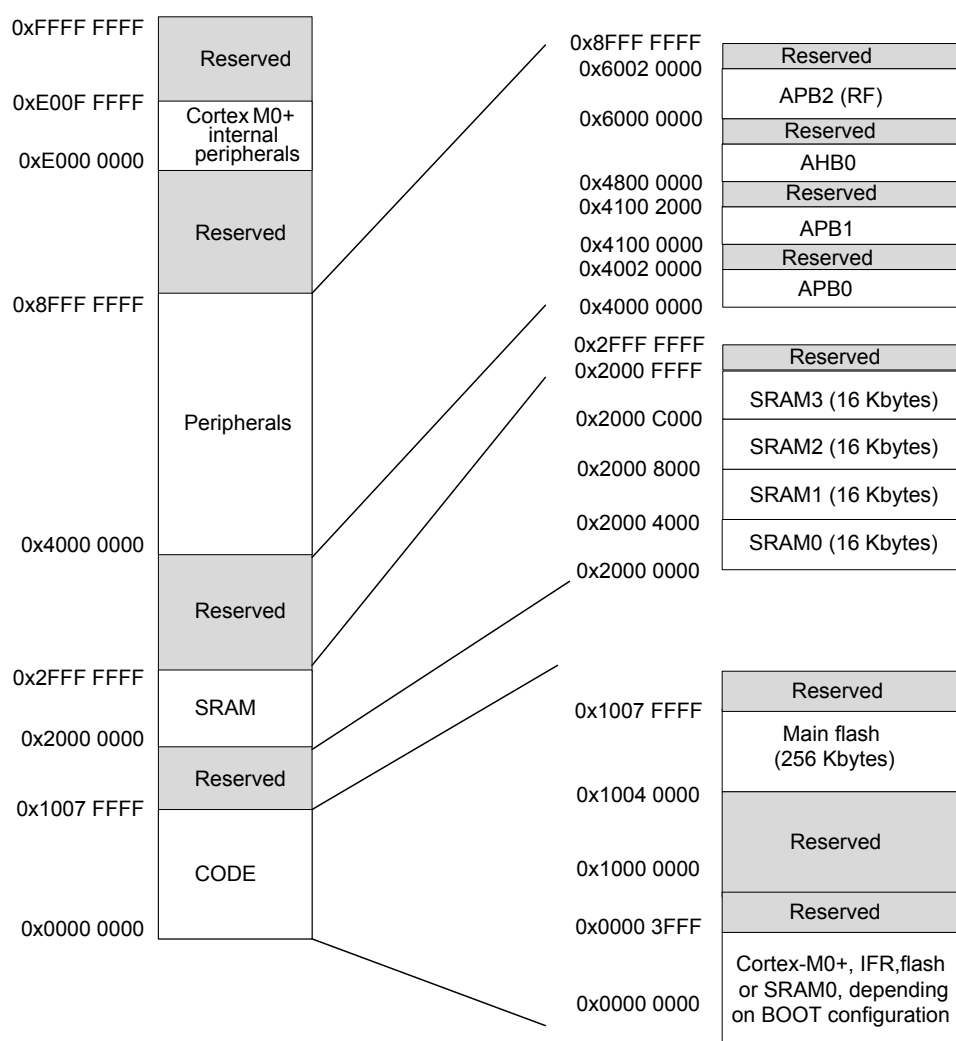 0xFFFF FFFF
Reserved
0xE00F FFFF
Cortex M0+
internal
peripherals
0xE000 0000
Reserved
0x8FFF FFFF
Peripherals
0x4000 0000
Reserved
0x2FFF FFFF
SRAM
0x2000 0000
Reserved
0x1007 FFFF
CODE
0x0000 0000
0x8FFF FFFF
Reserved
0x6002 0000
APB2 (RF)
0x6000 0000
Reserved
AHB0
0x4800 0000
Reserved
0x4100 2000
APB1
0x4100 0000
Reserved
0x4002 0000
APB0
0x4000 0000
0x2FFF FFFF
Reserved
0x2000 FFFF
SRAM3 (16 Kbytes)
0x2000 C000
SRAM2 (16 Kbytes)
0x2000 8000
SRAM1 (16 Kbytes)
0x2000 4000
SRAM0 (16 Kbytes)
0x2000 0000
Reserved
0x1007 FFFF
Main flash
(256 Kbytes)
0x1004 0000
Reserved
0x1000 0000
Reserved
0x0000 3FFF
Cortex-M0+, IFR,flash
or SRAM0, depending
on BOOT configuration
0x0000 0000